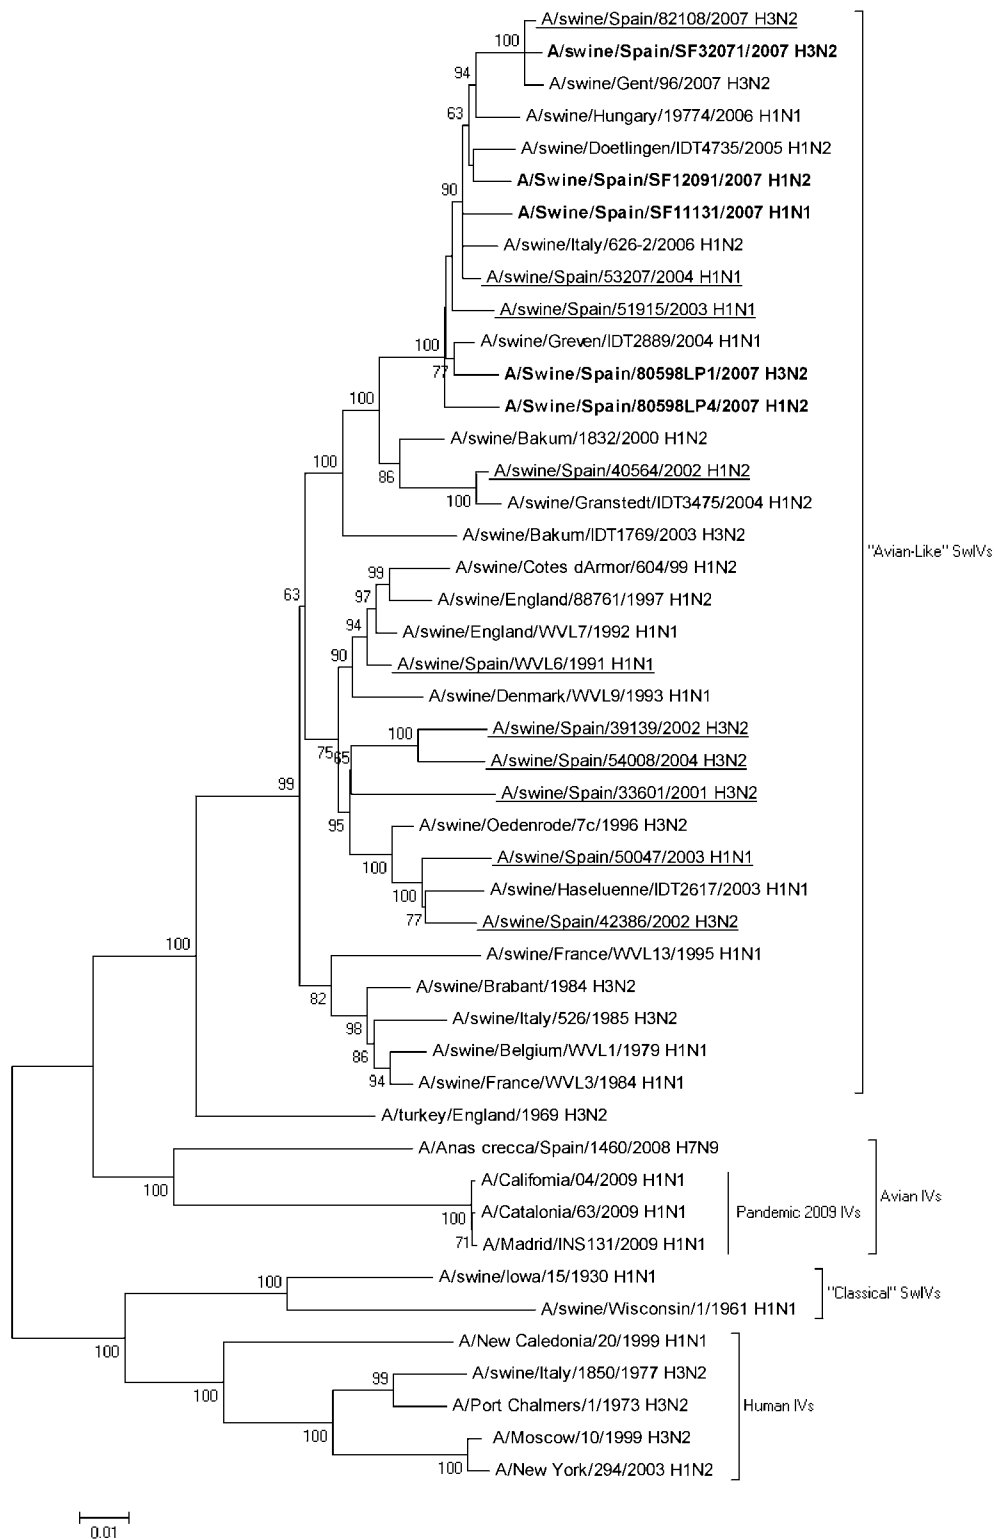 A/swine/Spain/82108/2007 H3N2
100
A/swine/Spain/SF32071/2007 H3N2
94
A/swine/Gent/96/2007 H3N2
63
A/swine/Hungary/19774/2006 H1N1
A/swine/Doetlingen/IDT4735/2005 H1N2
A/Swine/Spain/SF12091/2007 H1N2
90
A/Swine/Spain/SF11131/2007 H1N1
A/swine/Italy/626-2/2006 H1N2
A/swine/Spain/53207/2004 H1N1
A/swine/Spain/51915/2003 H1N1
100
A/swine/Greven/IDT2889/2004 H1N1
77
A/Swine/Spain/80598LP1/2007 H3N2
100
A/Swine/Spain/80598LP4/2007 H1N2
A/swine/Bakum/1832/2000 H1N2
100
86
A/swine/Spain/40564/2002 H1N2
100
A/swine/Granstedt/IDT3475/2004 H1N2
A/swine/Bakum/IDT1769/2003 H3N2
"Avian-Like" SwIVs
99
A/swine/Cotes dArmor/604/99 H1N2
63
97
A/swine/England/88761/1997 H1N2
94
A/swine/England/WVL7/1992 H1N1
90
A/swine/Spain/WVL6/1991 H1N1
A/swine/Denmark/WVL9/1993 H1N1
100
A/swine/Spain/39139/2002 H3N2
75
65
A/swine/Spain/54008/2004 H3N2
99
A/swine/Spain/33601/2001 H3N2
95
A/swine/Oedenrode/7c/1996 H3N2
100
A/swine/Spain/50047/2003 H1N1
100
A/swine/Haseluenne/IDT2617/2003 H1N1
77
A/swine/Spain/42386/2002 H3N2
100
A/swine/France/WVL13/1995 H1N1
82
A/swine/Brabant/1984 H3N2
98
A/swine/Italy/526/1985 H3N2
86
A/swine/Belgium/WVL1/1979 H1N1
94
A/swine/France/WVL3/1984 H1N1
A/turkey/England/1969 H3N2
A/Anas crecca/Spain/1460/2008 H7N9
100
A/California/04/2009 H1N1
Avian IVs
100
A/Catalonia/63/2009 H1N1
Pandemic 2009 IVs
71
A/Madrid/INS131/2009 H1N1
100
A/swine/Iowa/15/1930 H1N1
"Classical" SwIVs
A/swine/Wisconsin/1/1961 H1N1
100
A/New Caledonia/20/1999 H1N1
100
99
A/swine/Italy/1850/1977 H3N2
A/Port Chalmers/1/1973 H3N2
Human IVs
100
A/Moscow/10/1999 H3N2
100
A/New York/294/2003 H1N2
0.01